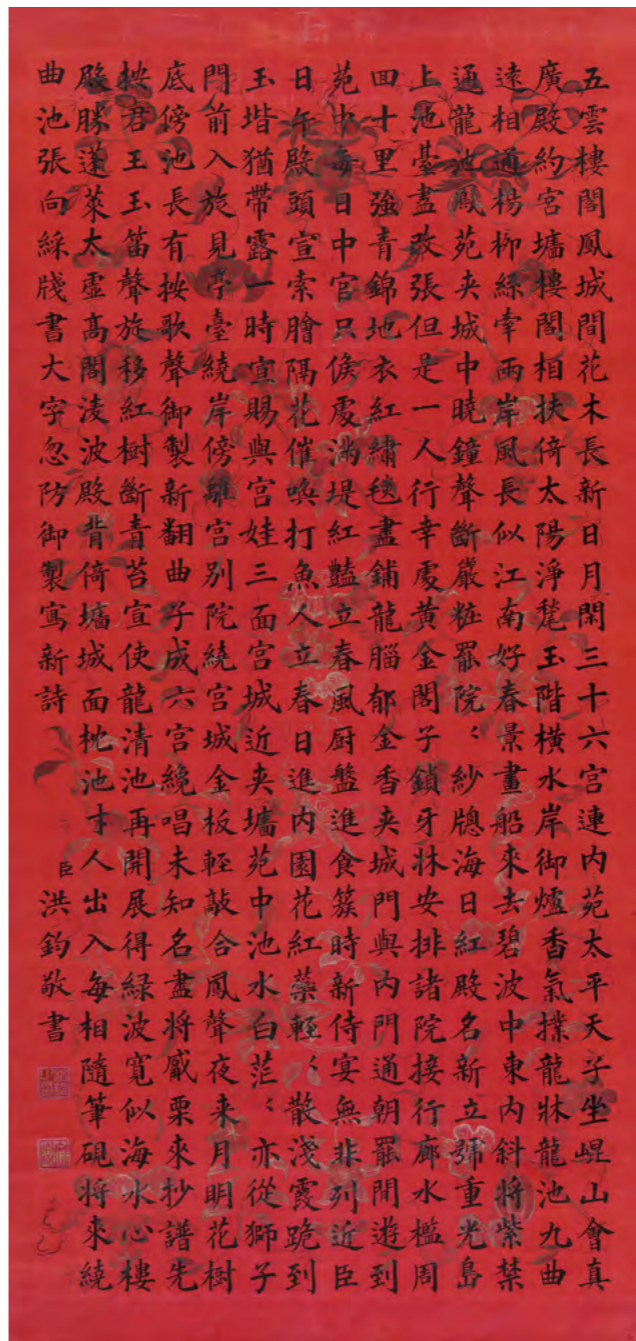 五雲樓閣鳳城間花木長新日月閑三十六宮連内苑太平天子坐崐山會真
廣殿約宮墻樓閣相扶倚太陽淨甃玉階橫水岸御爐香氣撲龍牀龍池九曲
遠相通楊柳絲牽兩岸風長似江南好春景畫船來去碧波中東内斜將紫禁
通龍池鳳苑夾城中曉鐘聲斷嚴粧罷院〻紗牕海日紅殿名新立號重光島
上池臺盡改張但是一人行幸處黃金閣子鎖牙牀安排諸院接行廊水檻周
回十里強青錦地衣紅繡毯盡鋪龍腦郁金香夾城門與内門通朝罷閒遊到
苑中每日中官只候處滿堤紅豔立春風厨盤進食簇時新侍宴無非列近臣
日午殿頭宣索膾隔花催喚打魚人立春日進内園花紅蘂輕〻散淺霞跪到
玉堦猶帶露一時宣賜與宮娃三面宮城近夾墻苑中池水白茫〻亦從獅子
門前入旋見亭臺繞岸傍離宮別院繞宮城金板輕敲合鳳聲夜来月明花樹
底傍池長有按歌聲御製新翻曲子成六宮纔唱未知名盡將觱栗來抄譜先
按君王玉笛聲旋移紅樹斷青苔宣使龍清池再開展得綠波寬似海水心樓
殿勝蓬萊太虛高閣淩波殿背倚墻城面枕池才人出入每相隨筆硯將來繞
曲池張向綵牋書大字忽防御製寫新詩 臣洪鈞敬書